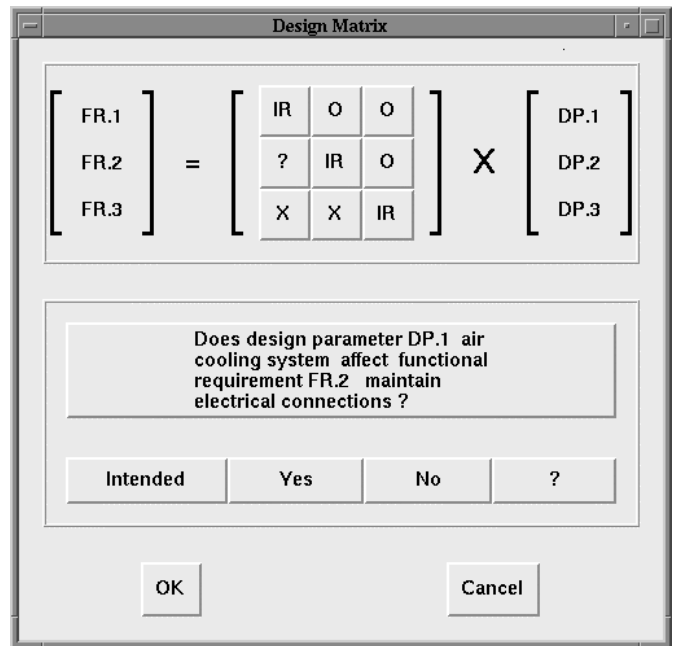 Design Matrix
FR.1 IR O O DP.1
FR.2 = ? IR O X DP.2
FR.3 X X IR DP.3
Does design parameter DP.1 air
cooling system affect functional
requirement FR.2 maintain
electrical connections ?
Intended Yes No ?
OK Cancel